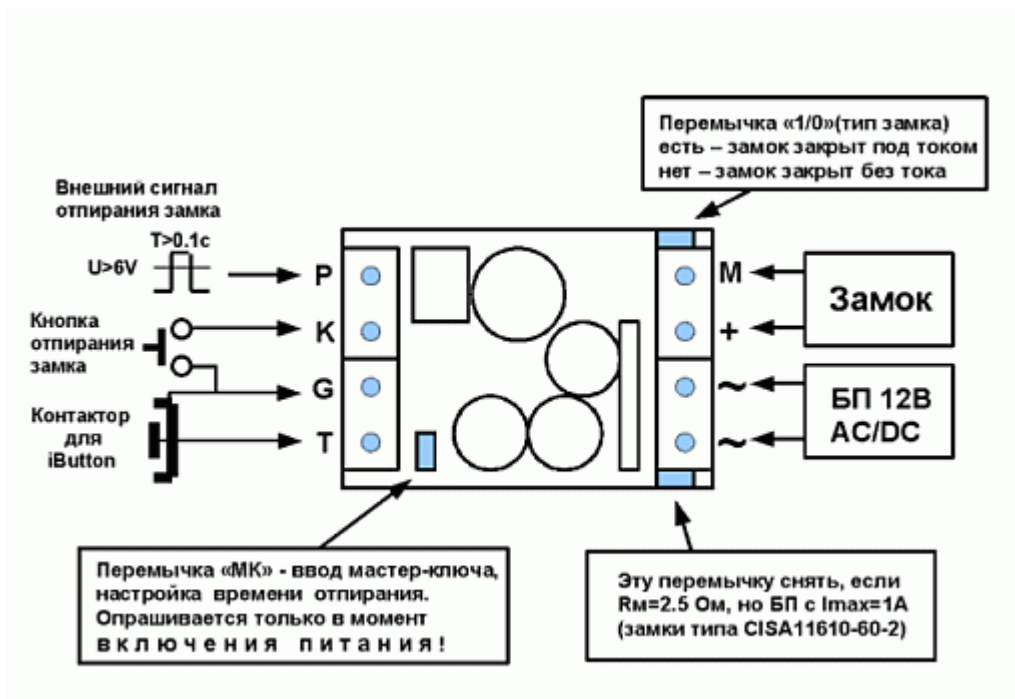 Перемычка «1/0»(тип замка)
есть – замок закрыт под током
нет – замок закрыт без тока
Внешний сигнал
отпирания замка
T>0.1с
U>6V
P
M
Замок
Кнопка
отпирания
замка
K
+
G
~
БП 12В
AC/DC
Контактор
для
iButton
T
~
Перемычка «МК» - ввод мастер-ключа,
настройка времени отпирания.
Опрашивается только в момент
включения питания!
Эту перемычку снять, если
Rм=2.5 Ом, но БП с Imax=1A
(замки типа CISA11610-60-2)